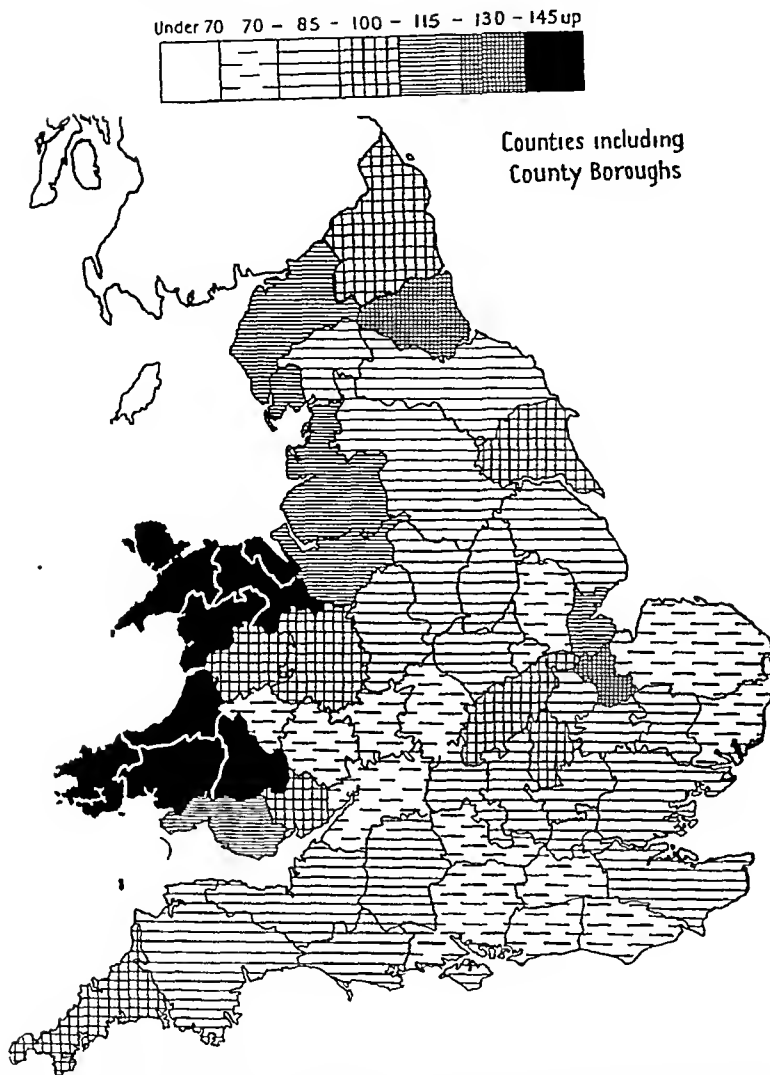 Under 70 70 - 85 - 100 - 115 - 130 - 145 up
Counties including
County Boroughs